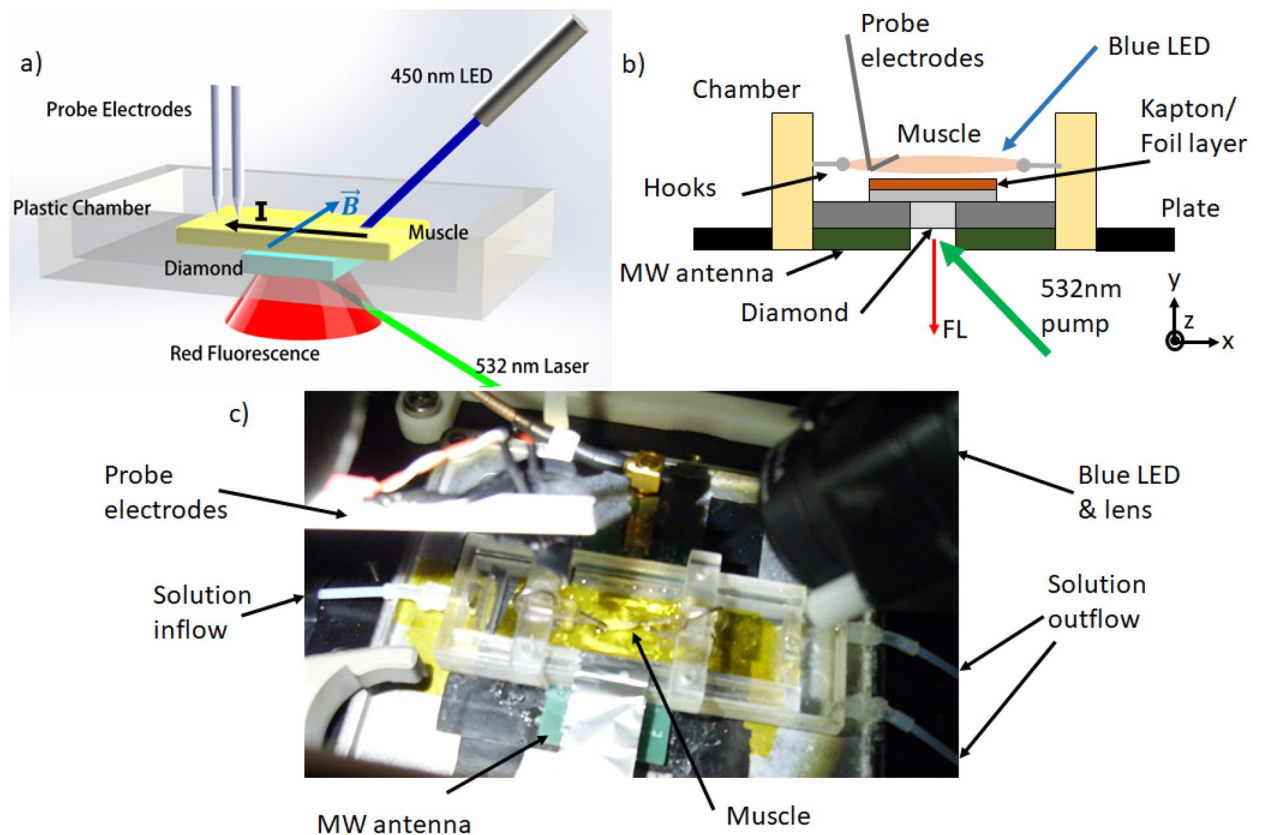 a)
450 nm LED
Probe Electrodes
I
B
Plastic Chamber
Muscle
Diamond
Red Fluorescence
532 nm Laser
b)
Probe
electrodes
Blue LED
Chamber
Muscle
Kapton/
Foil layer
Hooks
Plate
MW antenna
Diamond
FL
532nm
pump
y
z
x
c)
Probe
electrodes
Blue LED
& lens
Solution
inflow
Solution
outflow
MW antenna
Muscle